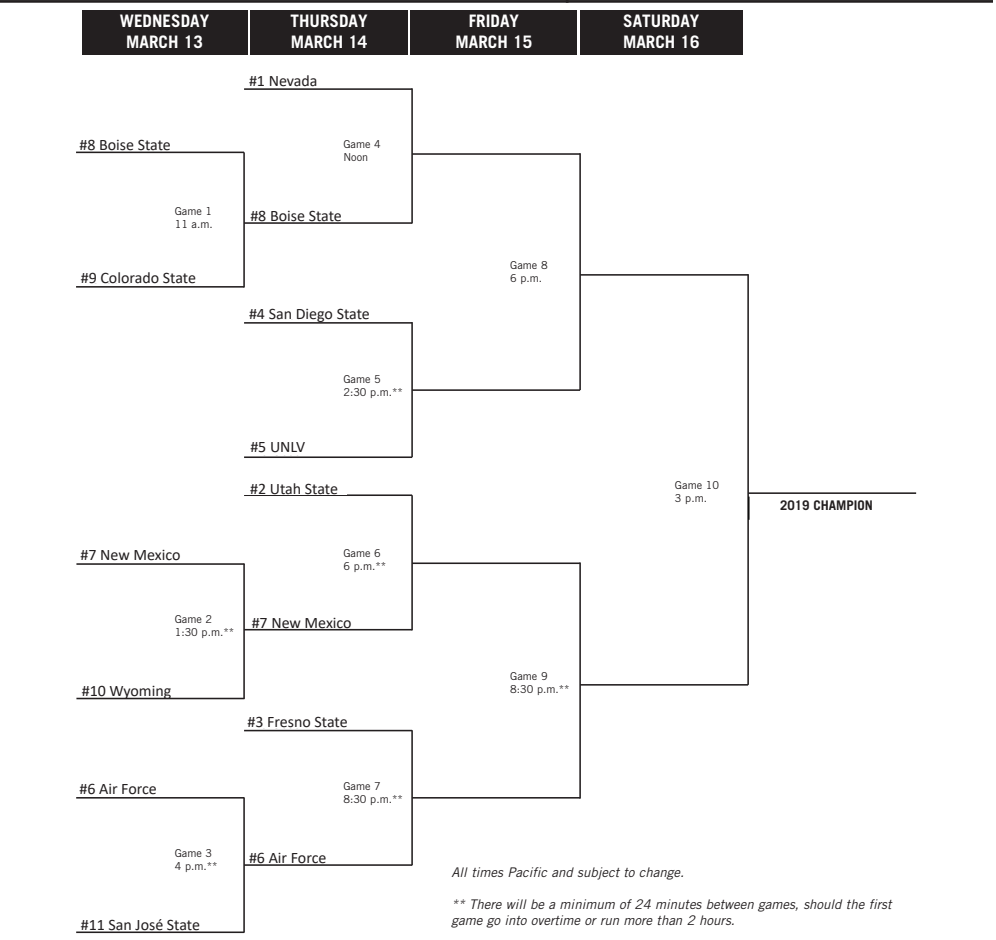 WEDNESDAY
MARCH 13
THURSDAY
MARCH 14
FRIDAY
MARCH 15
SATURDAY
MARCH 16
#1 Nevada
#8 Boise State
Game 4
Noon
Game 1
11 a.m.
#8 Boise State
#9 Colorado State
Game 8
6 p.m.
#4 San Diego State
Game 5
2:30 p.m.**
#5 UNLV
#2 Utah State
Game 10
3 p.m.
2019 CHAMPION
#7 New Mexico
Game 6
6 p.m.**
Game 2
1:30 p.m.**
#7 New Mexico
#10 Wyoming
Game 9
8:30 p.m.**
#3 Fresno State
#6 Air Force
Game 7
8:30 p.m.**
Game 3
4 p.m.**
#6 Air Force
#11 San José State
All times Pacific and subject to change.
** There will be a minimum of 24 minutes between games, should the first
game go into overtime or run more than 2 hours.